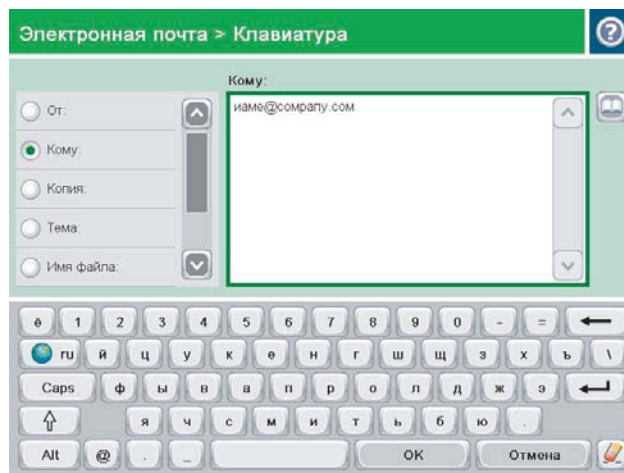 Электронная почта > Клавиатура
?
Кому:
От:
иаме@company.com
Кому:
Копия:
Тема:
Имя файла:
ё 1 2 3 4 5 6 7 8 9 0 - =
ru й ц у к е н г ш щ з х ъ \
Caps ф ы в а п р о л д ж э
я ч с м и т ь б ю .
Alt @ . _ OK Отмена